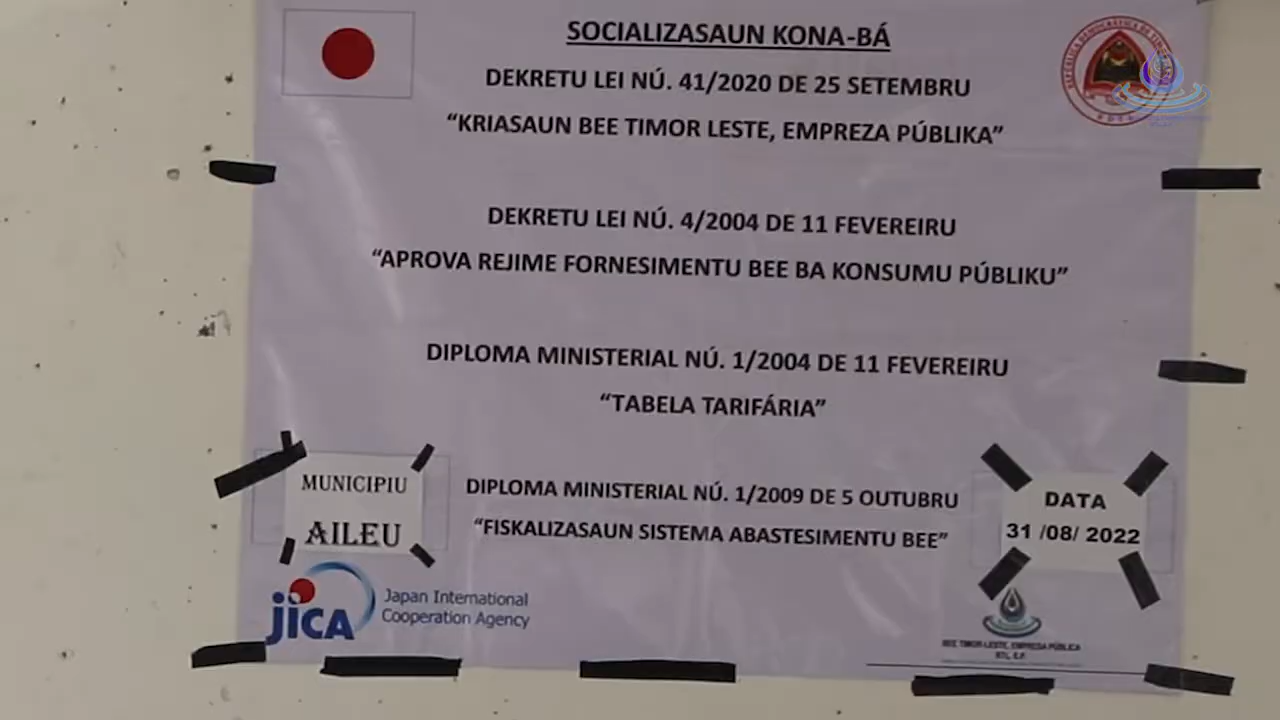 SOCIALIZASAUN KONA-BÁ
DEKRETU LEI NÚ. 41/2020 DE 25 SETEMBRU
“KRIASAUN BEE TIMOR LESTE, EMPREZA PÚBLIKA”
DEKRETU LEI NÚ. 4/2004 DE 11 FEVEREIRU
“APROVA REJIME FORNESIMENTU BEE BA KONSUMU PÚBLIKU”
DIPLOMA MINISTERIAL NÚ. 1/2004 DE 11 FEVEREIRU
“TABELA TARIFÁRIA”
DIPLOMA MINISTERIAL NÚ. 1/2009 DE 5 OUTUBRU
“FISKALIZASAUN SISTEMA ABASTESIMENTU BEE”
MUNICIPIU
AILEU
DATA
31 /08/ 2022
JICA
Japan International
Cooperation Agency
BEE TIMOR-LESTE, EMPREZA PÚBLICA
BTL, E.P.